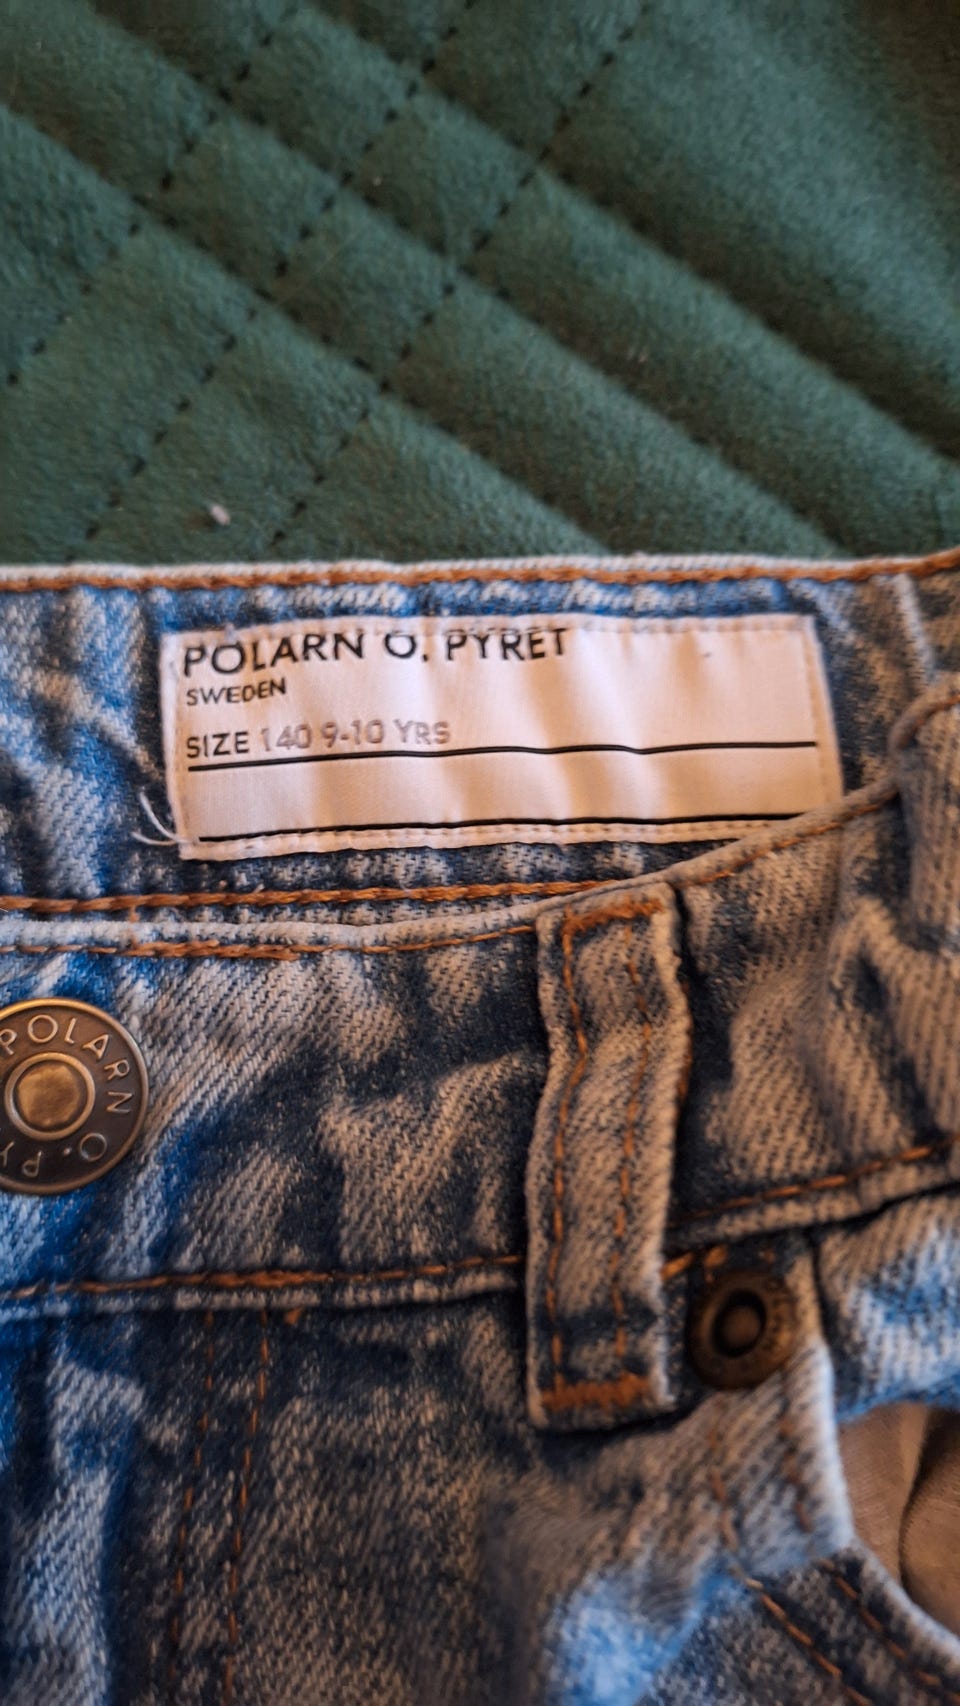 POLARN O. PYRET
SWEDEN
SIZE 140 9-10 YRS
POLARN O. PY